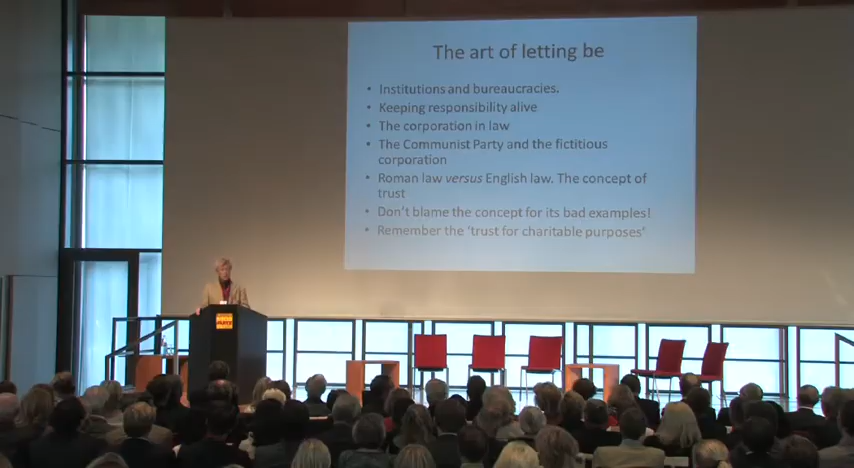 The art of letting be
• Institutions and bureaucracies.
• Keeping responsibility alive
• The corporation in law
• The Communist Party and the fictitious
corporation
• Roman law versus English law. The concept of
trust
• Don't blame the concept for its bad examples!
• Remember the 'trust for charitable purposes'